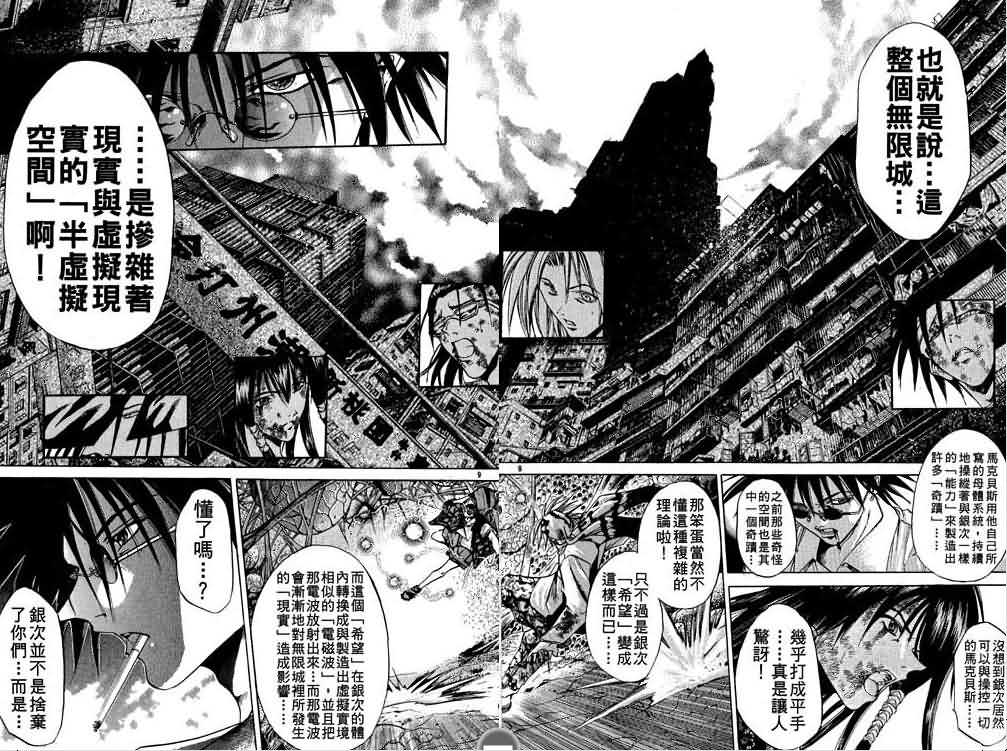 也就是說…這
整個無限城…
馬克貝斯用他自己所
寫的母體系統，持續
地操縱著與銀次一樣
的「能力」來製造出
許多「奇蹟」……
之前那些奇怪
的空間也是其
中一個奇蹟…
沒想到銀次居然
可以與操控一切
的馬克貝斯…
幾乎打成平手
……真是讓人
驚訝！
那笨蛋當然不
懂這種複雜的
理論啦！
只不過是銀次
「希望」變成
這樣而已…
8
……是摻雜著
現實與虛擬現
實的「半虛擬
空間」啊！
9
而這個「希望」在銀次的體
內轉換成與製造出虛擬實境
相似的「電磁波」，並且把
那電波放射出來…而那電波
會漸漸地對無限城裡所發生
的「現實」造成影響……
懂了嗎…？
銀次並不是捨棄
了你們…而是…